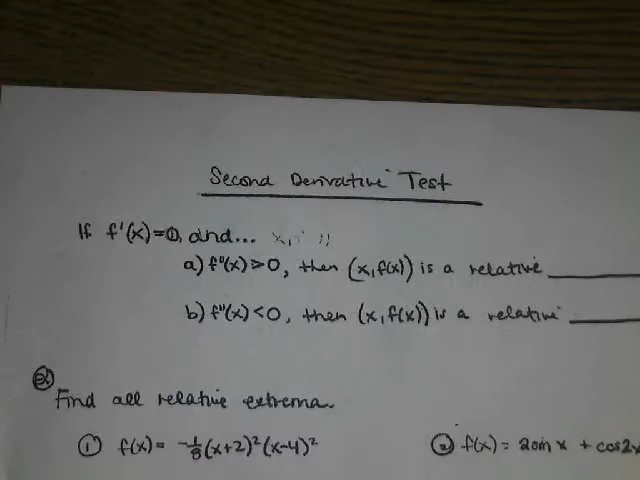 Second Derivative Test
If f'(x)=0, and...
a) f"(x)>0, then (x,f(x)) is a relative
b) f"(x)<0, then (x,f(x)) is a relative
ex
Find all relative extrema.
① f(x)= -1/8(x+2)²(x-4)² ② f(x)= 2sin x + cos2x